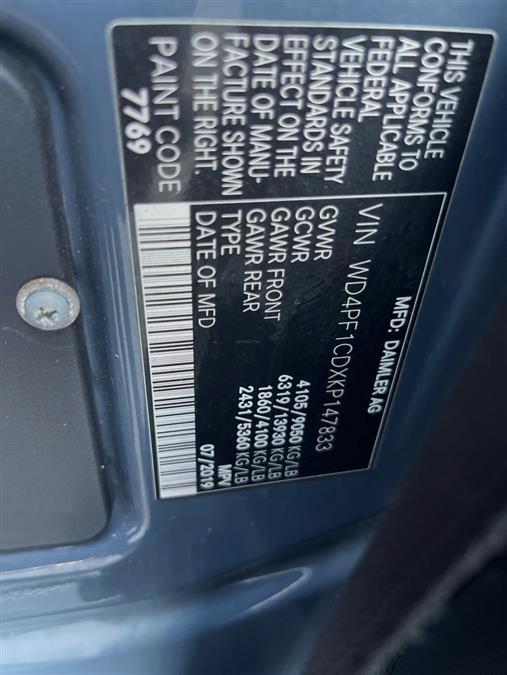 MFD: DAIMLER AG
VIN WD4PF1CDXKP147833
GVWR 4105/9050 KG/LB
GCWR 6319/13930 KG/LB
GAWR FRONT 1860/4100 KG/LB
GAWR REAR 2431/5360 KG/LB
TYPE MPV
DATE OF MFD 07/2019
THIS VEHICLE
CONFORMS TO
ALL APPLICABLE
FEDERAL
VEHICLE SAFETY
STANDARDS IN
EFFECT ON THE
DATE OF MANU-
FACTURE SHOWN
ON THE RIGHT.
PAINT CODE
7769